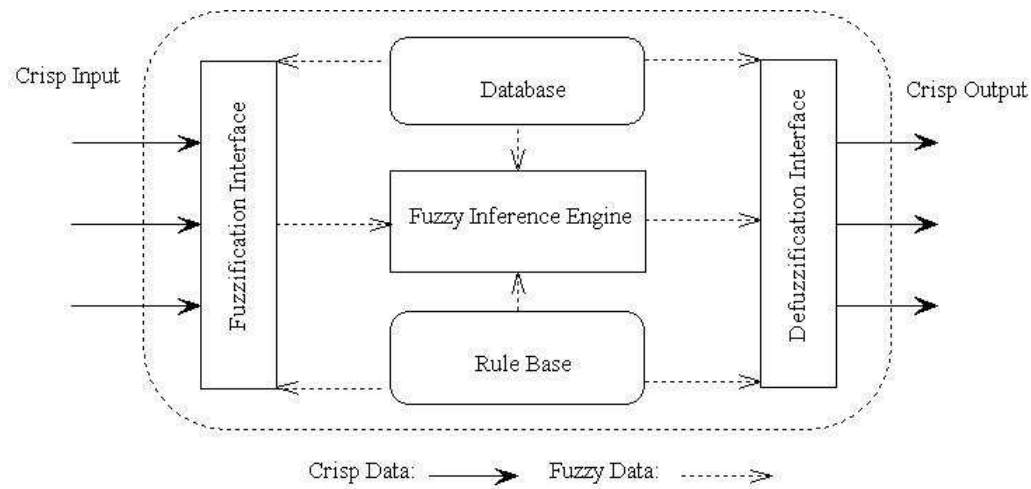 Crisp Input
Database
Crisp Output
Fuzzification Interface
Fuzzy Inference Engine
Defuzzification Interface
Rule Base
Crisp Data:
Fuzzy Data: